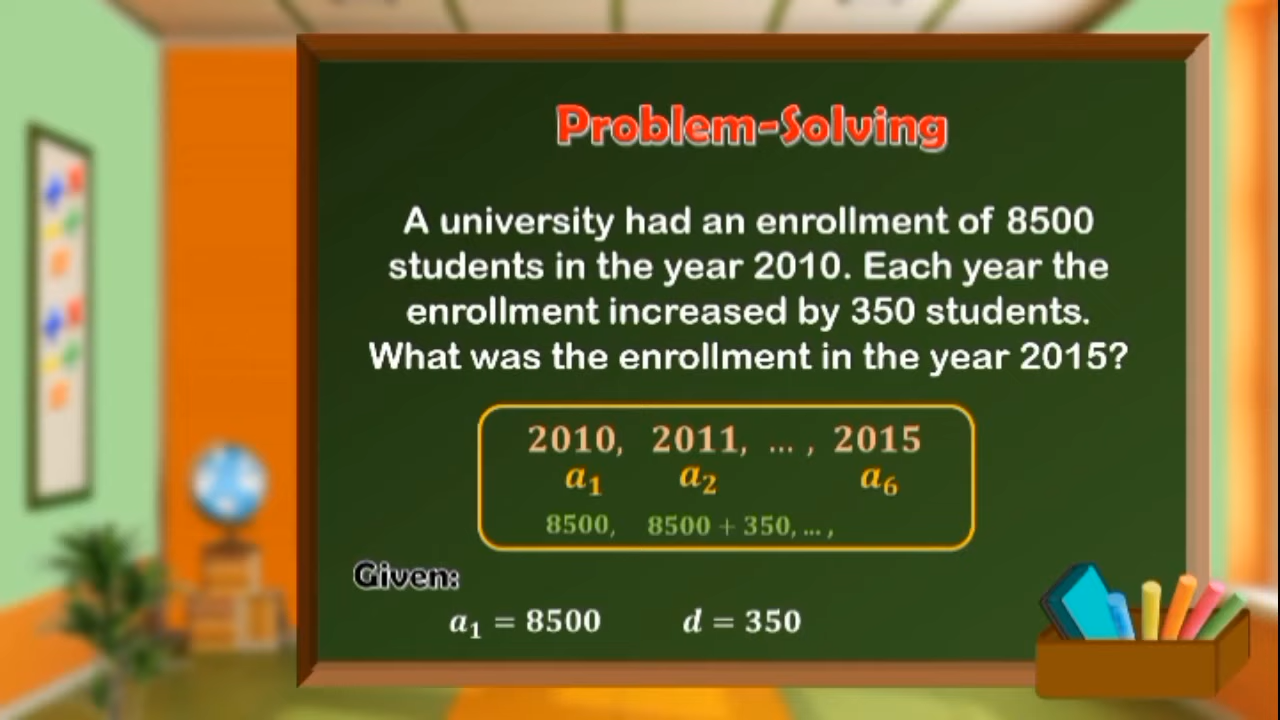 Problem-Solving
A university had an enrollment of 8500
students in the year 2010. Each year the
enrollment increased by 350 students.
What was the enrollment in the year 2015?
2010, 2011, ... , 2015
a₁ a₂ a₆
8500, 8500 + 350, ... ,
Given:
a₁ = 8500 d = 350